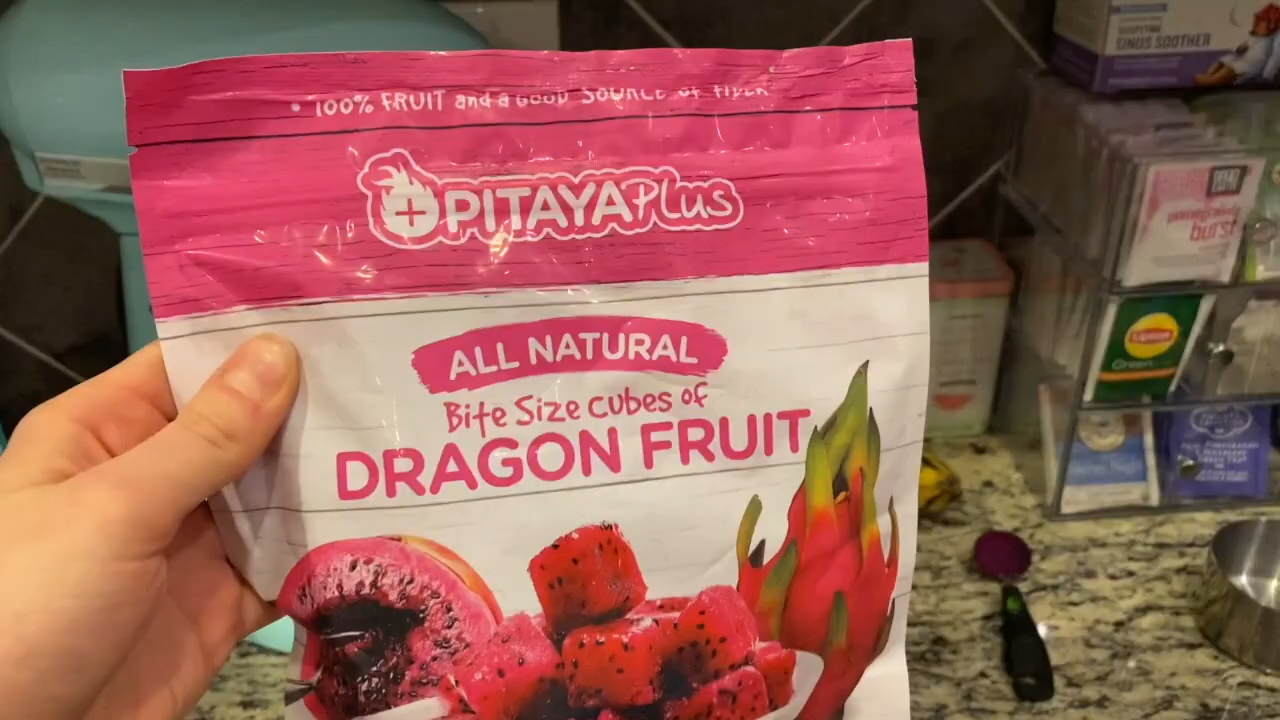 • 100% FRUIT and a GOOD SOURCE of FIBER
PITAYA Plus
ALL NATURAL
Bite Size cubes of
DRAGON FRUIT
SINUS SOOTHER
burst
Lipton
Green